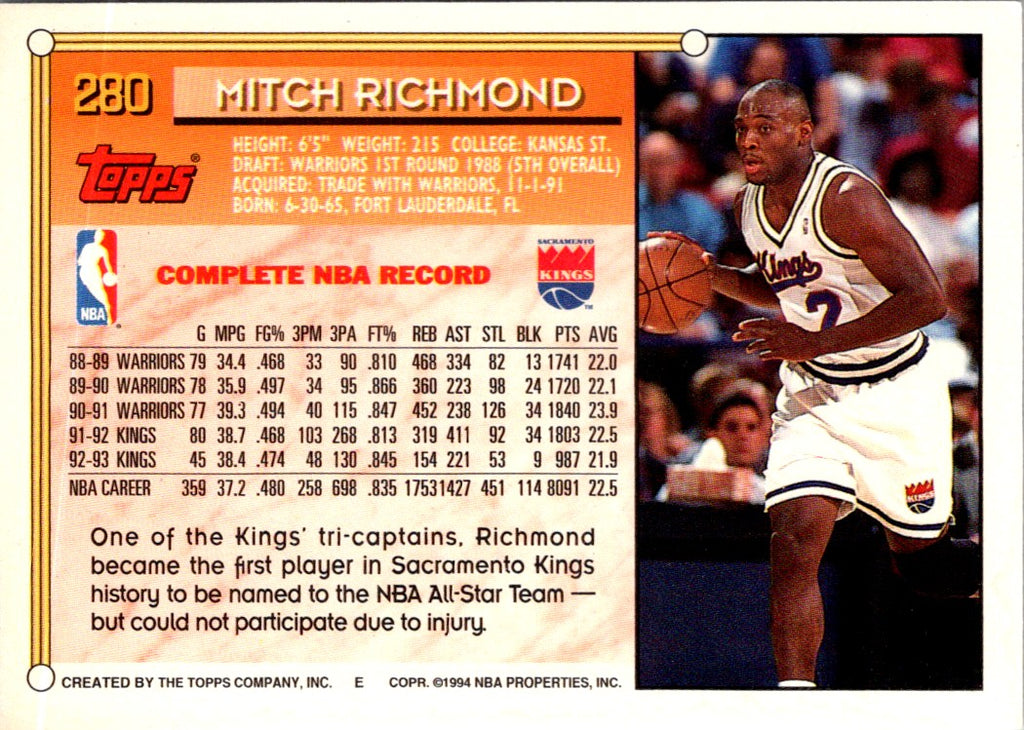 280 MITCH RICHMOND
Topps®
HEIGHT: 6'5" WEIGHT: 215 COLLEGE: KANSAS ST.
DRAFT: WARRIORS 1ST ROUND 1988 (5TH OVERALL)
ACQUIRED: TRADE WITH WARRIORS, 11-1-91
BORN: 6-30-65, FORT LAUDERDALE, FL
NBA
COMPLETE NBA RECORD
SACRAMENTO
KINGS
TM
G MPG FG% 3PM 3PA FT% REB AST STL BLK PTS AVG
88-89 WARRIORS 79 34.4 .468 33 90 .810 468 334 82 13 1741 22.0
89-90 WARRIORS 78 35.9 .497 34 95 .866 360 223 98 24 1720 22.1
90-91 WARRIORS 77 39.3 .494 40 115 .847 452 238 126 34 1840 23.9
91-92 KINGS 80 38.7 .468 103 268 .813 319 411 92 34 1803 22.5
92-93 KINGS 45 38.4 .474 48 130 .845 154 221 53 9 987 21.9
NBA CAREER 359 37.2 .480 258 698 .835 1753 1427 451 114 8091 22.5
One of the Kings' tri-captains, Richmond
became the first player in Sacramento Kings
history to be named to the NBA All-Star Team —
but could not participate due to injury.
CREATED BY THE TOPPS COMPANY, INC. E COPR. ©1994 NBA PROPERTIES, INC.
Kings
2
KINGS